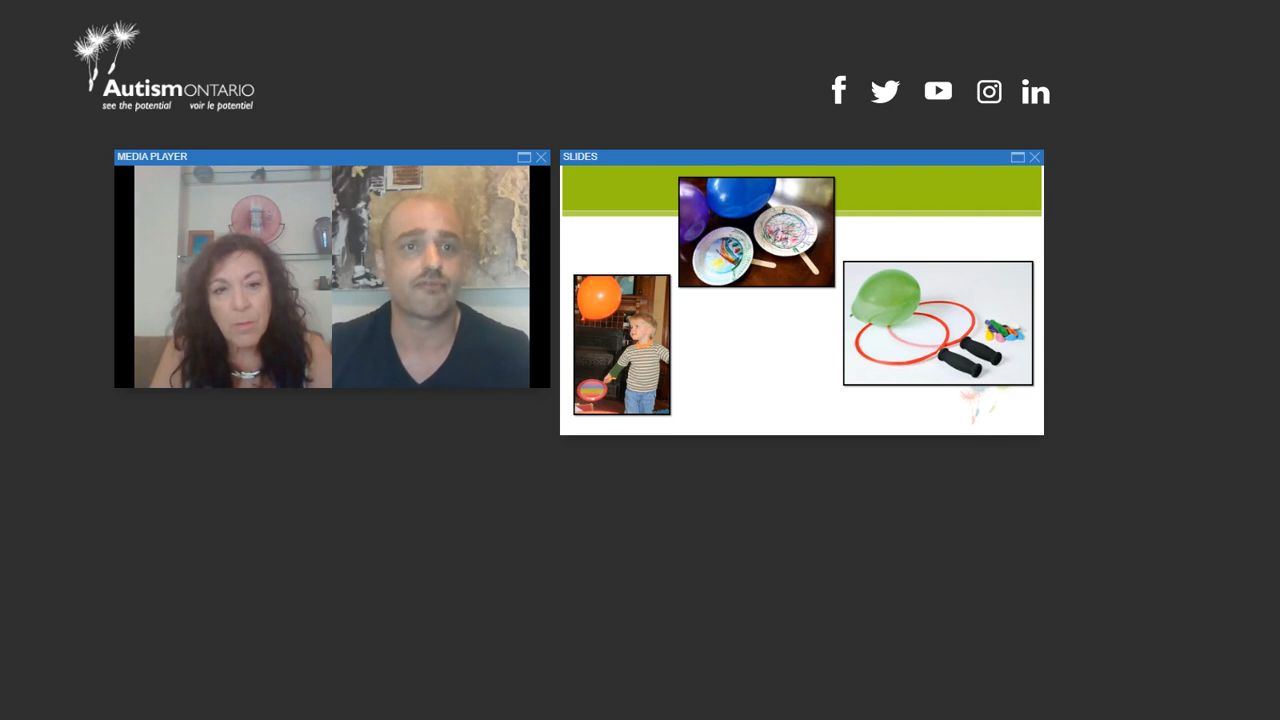 Autism ONTARIO
see the potential voir le potentiel
MEDIA PLAYER
SLIDES